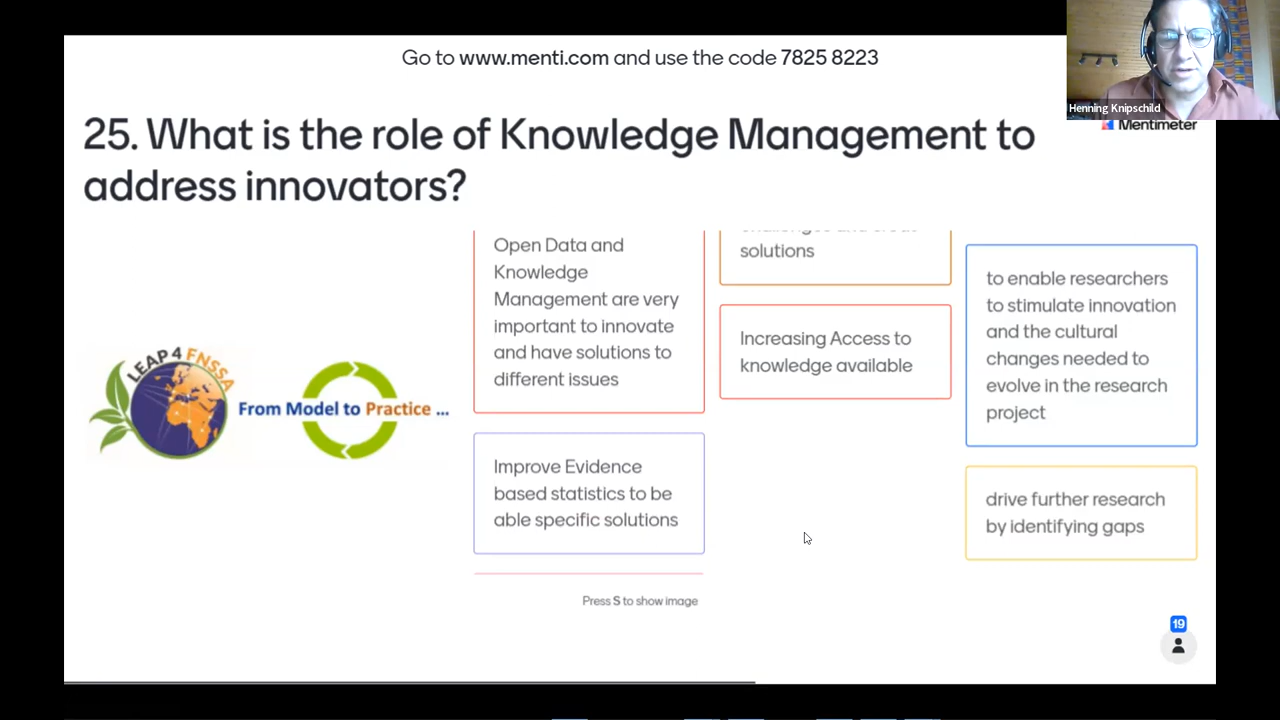 Go to www.menti.com and use the code 7825 8223
Henning Knipschild
Mentimeter
25. What is the role of Knowledge Management to
address innovators?
LEAP4FNSSA
From Model to Practice ...
Open Data and
Knowledge
Management are very
important to innovate
and have solutions to
different issues
Improve Evidence
based statistics to be
able specific solutions
solutions
Increasing Access to
knowledge available
to enable researchers
to stimulate innovation
and the cultural
changes needed to
evolve in the research
project
drive further research
by identifying gaps
Press S to show image
19